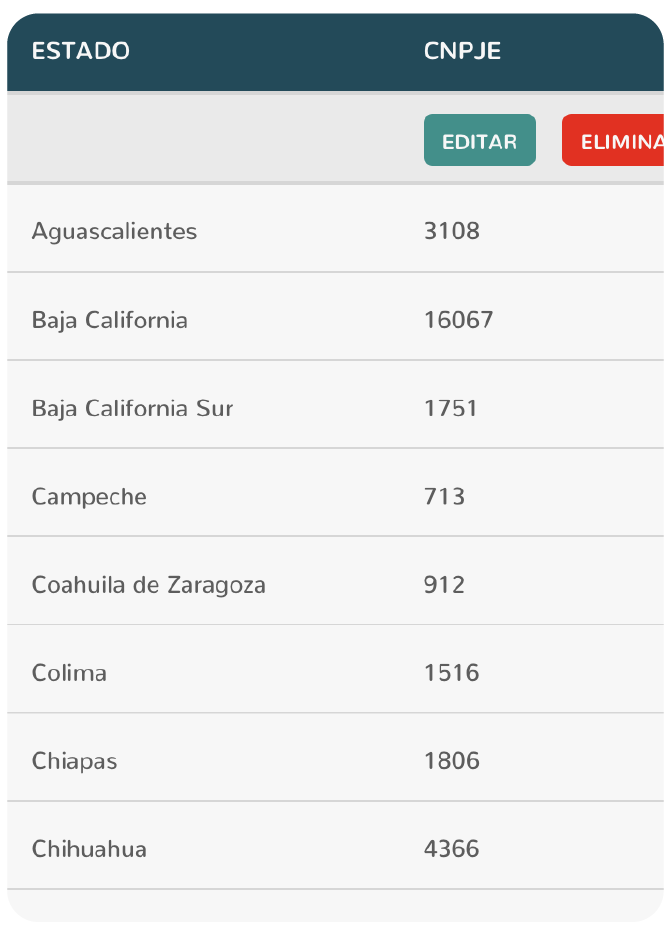 ESTADO CNPJE
EDITAR ELIMINA
Aguascalientes 3108
Baja California 16067
Baja California Sur 1751
Campeche 713
Coahuila de Zaragoza 912
Colima 1516
Chiapas 1806
Chihuahua 4366